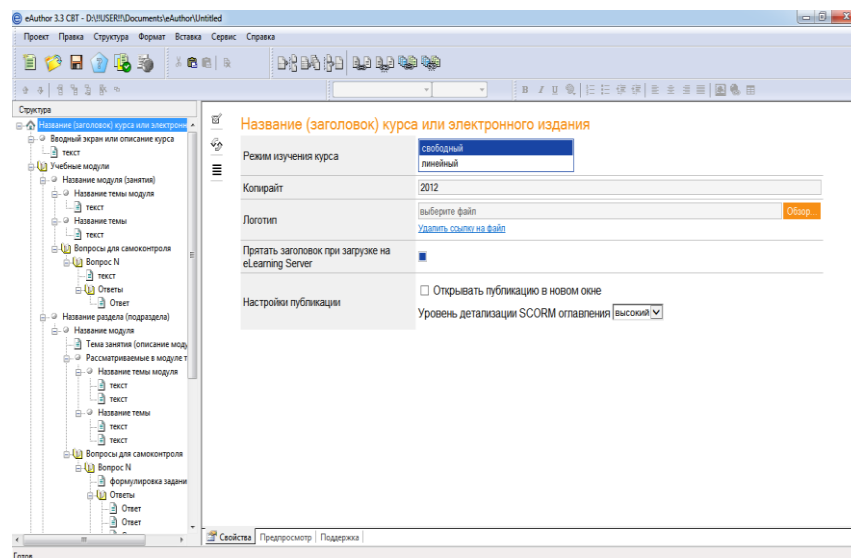 eAuthor 3.3 CBT - D:\!!USER!!\Documents\eAuthor\Untitled
Проект Правка Структура Формат Вставка Сервис Справка
Структура
Название (заголовок) курса или электронн
Вводный экран или описание курса
текст
Учебные модули
Название модуля (занятия)
Название темы модуля
текст
Название темы
текст
Вопросы для самоконтроля
Вопрос N
текст
Ответы
Ответ
Название раздела (подраздела)
Название модуля
Тема занятия (описание моду
Рассматриваемые в модуле т
Название темы модуля
текст
текст
Название темы
текст
текст
Вопросы для самоконтроля
Вопрос N
формулировка задани
Ответы
Ответ
Ответ
Название (заголовок) курса или электронного издания
Режим изучения курса
свободный
линейный
Копирайт 2012
Логотип
выберите файл Обзор...
Удалить ссылку на файл
Прятать заголовок при загрузке на
eLearning Server
Настройки публикации
Открывать публикацию в новом окне
Уровень детализации SCORM оглавления высокий
Свойства Предпросмотр Поддержка
Готов